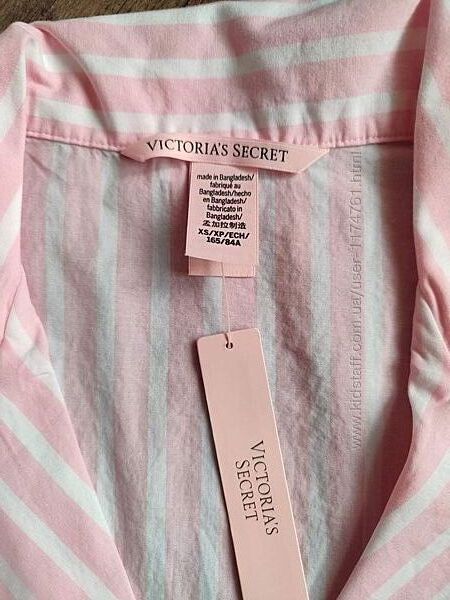 VICTORIA'S SECRET
made in Bangladesh/
fabriqué au
Bangladesh/hecho
en Bangladesh/
fabbricato in
Bangladesh/
孟加拉制造
XS/XP/ECH/
165/84A
VICTORIA'S
SECRET
www.kidstaff.com.ua/user-1174761.html